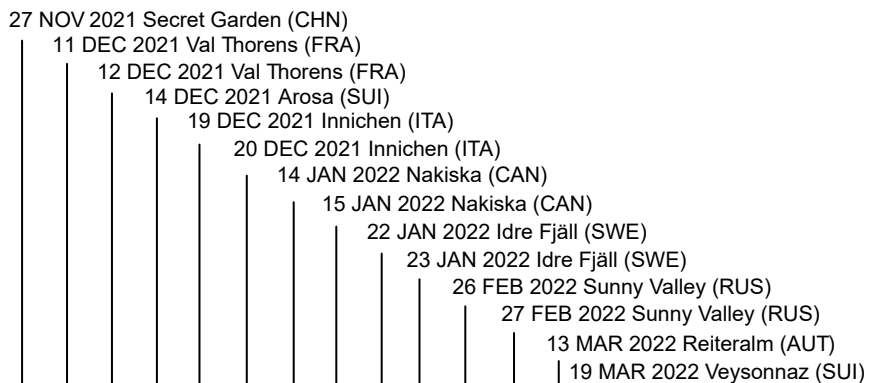 27 NOV 2021 Secret Garden (CHN)
11 DEC 2021 Val Thorens (FRA)
12 DEC 2021 Val Thorens (FRA)
14 DEC 2021 Arosa (SUI)
19 DEC 2021 Innichen (ITA)
20 DEC 2021 Innichen (ITA)
14 JAN 2022 Nakiska (CAN)
15 JAN 2022 Nakiska (CAN)
22 JAN 2022 Idre Fjäll (SWE)
23 JAN 2022 Idre Fjäll (SWE)
26 FEB 2022 Sunny Valley (RUS)
27 FEB 2022 Sunny Valley (RUS)
13 MAR 2022 Reiteralm (AUT)
19 MAR 2022 Veysonnaz (SUI)